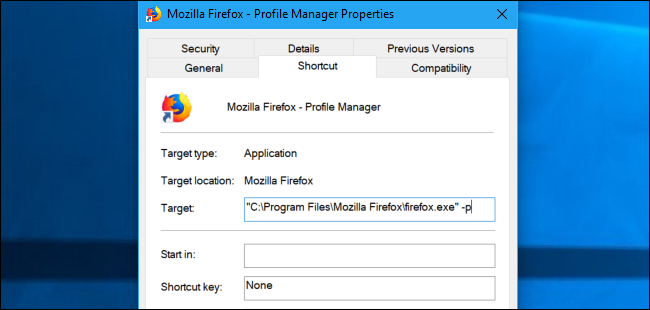 Mozilla Firefox - Profile Manager Properties
Security Details Previous Versions
General Shortcut Compatibility
Mozilla Firefox - Profile Manager
Target type: Application
Target location: Mozilla Firefox
Target: "C:\Program Files\Mozilla Firefox\firefox.exe" -p
Start in:
Shortcut key: None